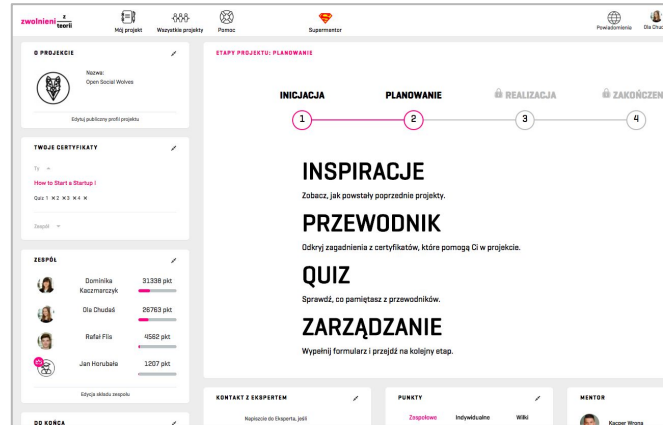 zwolnieni z teorii
Mój projekt
Wszystkie projekty
Pomoc
Supermentor
Powiadomienia
Ola
O PROJEKCIE
Nazwa:
Open Social Wolves
Edytuj publiczny profil projektu
TWOJE CERTYFIKATY
Ty
How to Start a Startup I
Quiz 1 ✕ 2 ✕ 3 ✕ 4 ✕
Zespół
ZESPÓŁ
Dominika Kaczmarczyk
31338 pkt
Ola Chudaś
26763 pkt
Rafał Flis
4562 pkt
Jan Horubała
1207 pkt
Edycja składu zespołu
DO KOŃCA
ETAPY PROJEKTU: PLANOWANIE
INICJACJA
PLANOWANIE
REALIZACJA
1
2
3
4
INSPIRACJE
Zobacz, jak powstały poprzednie projekty.
PRZEWODNIK
Odkryj zagadnienia z certyfikatów, które pomogą Ci w projekcie.
QUIZ
Sprawdź, co pamiętasz z przewodników.
ZARZĄDZANIE
Wypełnij formularz i przejdź na kolejny etap.
KONTAKT Z EKSPERTEM
Napiszcie do Eksperta, jeśli
PUNKTY
Zespołowe
Indywidualne
Wilki
MENTOR
Kacper Wrona